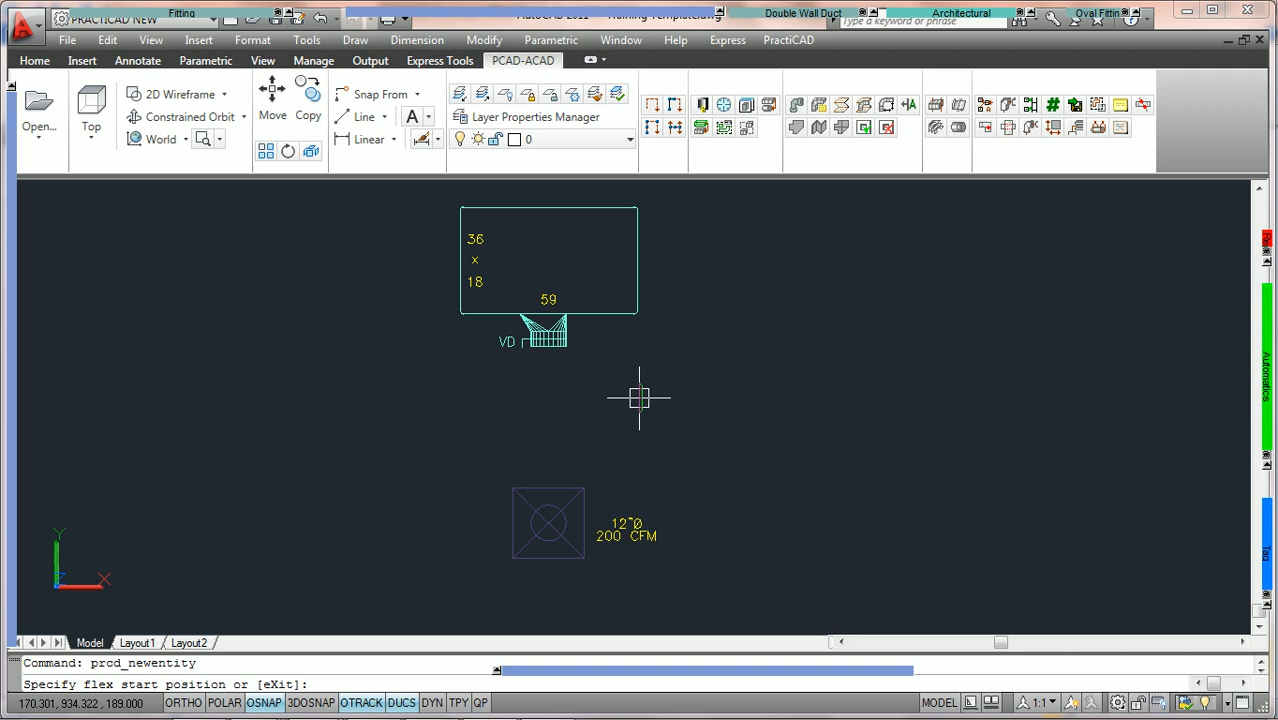 PRACTICAD NEW
Fitting
Double Wall Duct
Architectural
Oval Fittin
Type a keyword or phrase
File Edit View Insert Format Tools Draw Dimension Modify Parametric Window Help Express PractiCAD
Home Insert Annotate Parametric View Manage Output Express Tools PCAD-ACAD
Open...
Top
2D Wireframe
Constrained Orbit
World
Move
Copy
Snap From
Line
A
Linear
Layer Properties Manager
0
36
x
18
59
VD
12"Ø
200 CFM
Automatics
Tap
Y
Z
X
Model Layout1 Layout2
Command: prcd_newentity
Specify flex start position or [eXit]:
170.301, 934.322 , 189.000 ORTHO POLAR OSNAP 3DOSNAP OTRACK DUCS DYN TPY QP MODEL 1:1